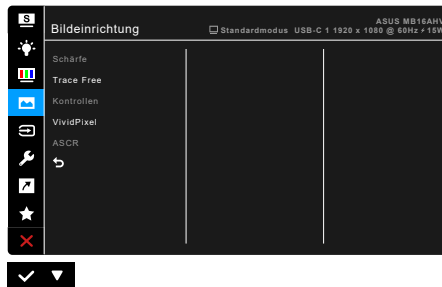 S
Bildeinrichtung
ASUS MB16AHV
Standardmodus USB-C 1 1920 x 1080 @ 60Hz 15W
Schärfe
Trace Free
Kontrollen
VividPixel
ASCR